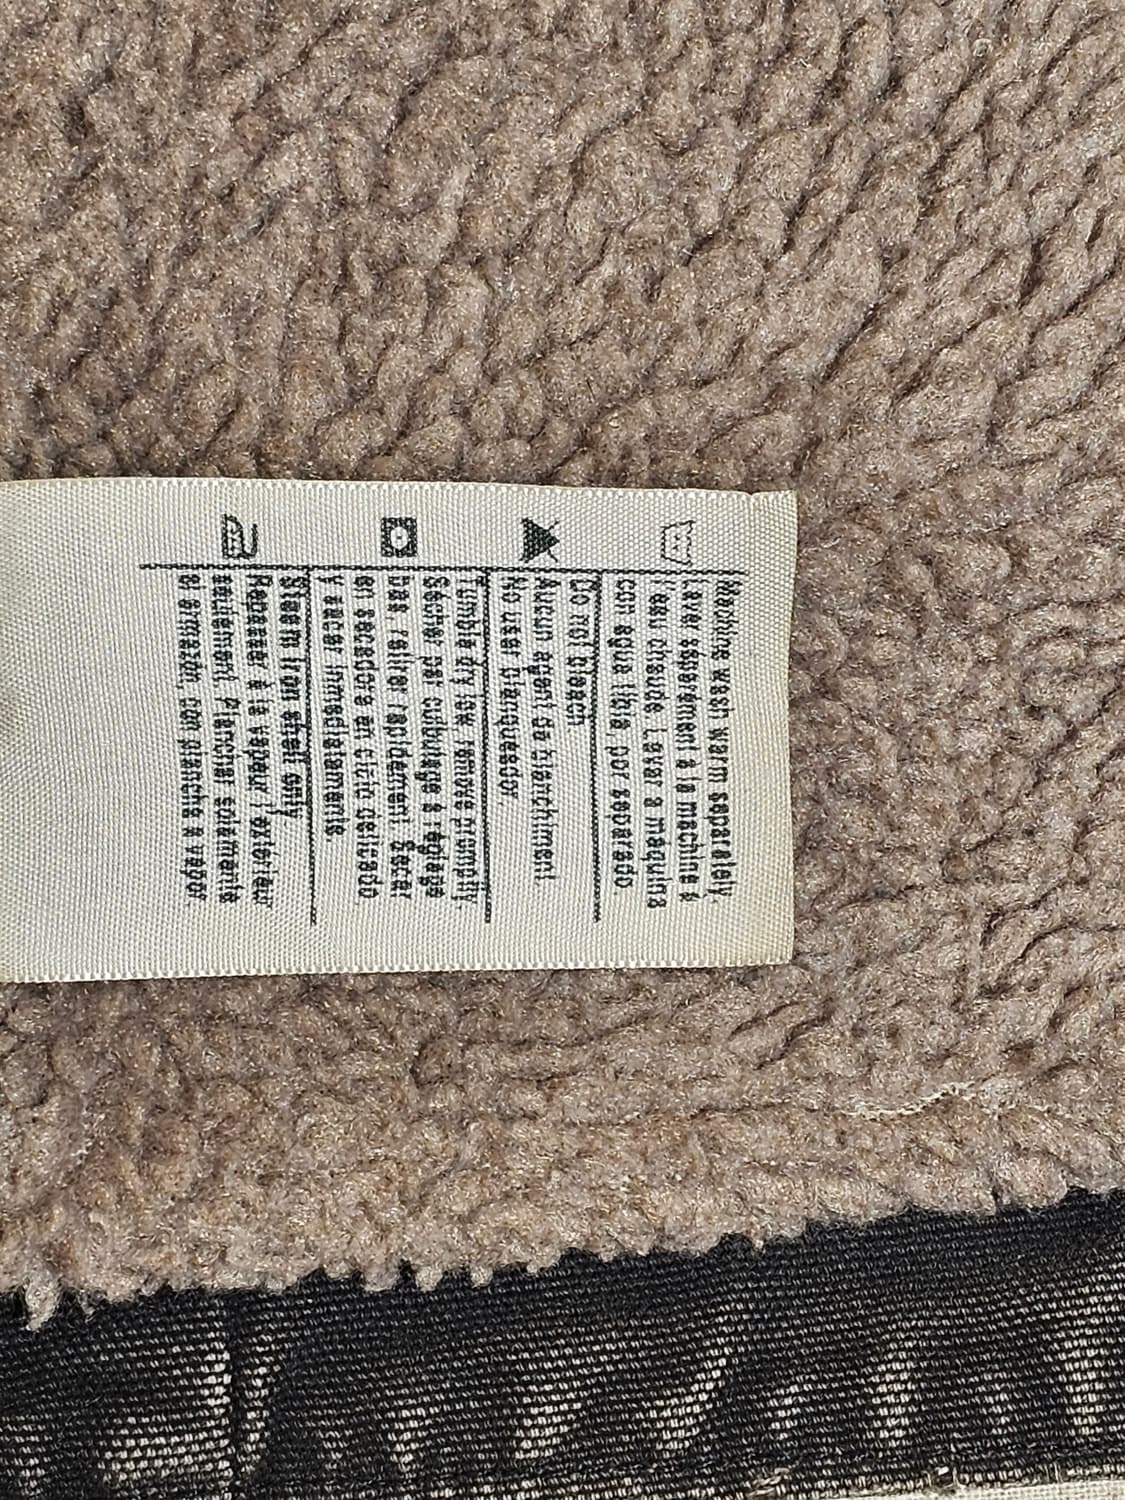 Machine wash warm separately.
Laver séparément à la machine à
l'eau chaude. Lavar a maquina
con agua tibia, por separado
Do not bleach.
Aucun agent de blanchiment.
No usar blanqueador.
Tumble dry low, remove promptly.
Sécher par culbutage à réglage
bas, retirer rapidement. Secar
en secadora en ciclo delicado
y sacar inmediatamente.
Steam iron shell only.
Repasser à la vapeur l'extérieur
seulement. Planchar solamente
el armazón, con plancha a vapor.